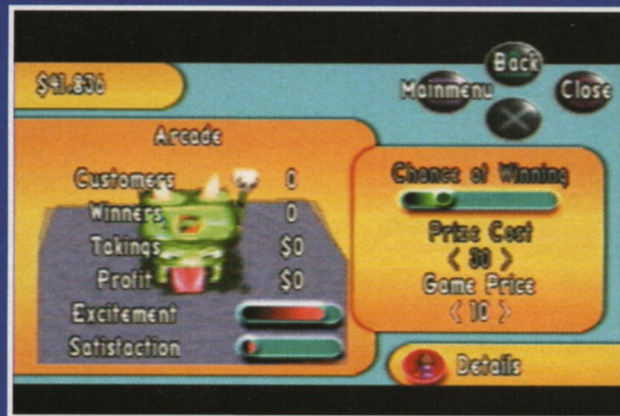 $41.836
Back
Mainmenu
Close
Arcade
Customers 0
Winners 0
Takings $0
Profit $0
Excitement
Satisfaction
Chance of Winning
Prize Cost
< 30 >
Game Price
< 10 >
Details